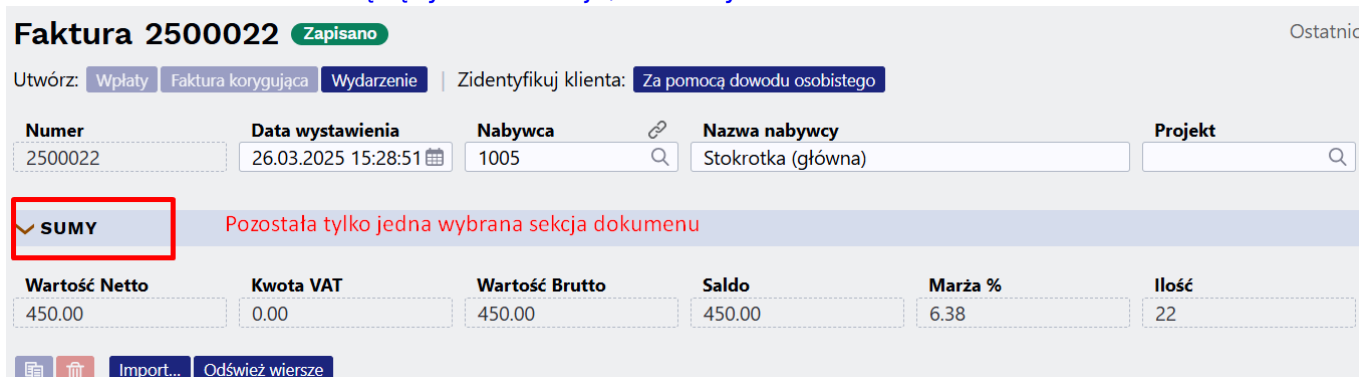 Faktura 2500022 Zapisano
Utwórz: Wpłaty Faktura korygująca Wydarzenie | Zidentyfikuj klienta: Za pomocą dowodu osobistego
Numer Data wystawienia Nabywca Nazwa nabywcy Projekt
2500022 26.03.2025 15:28:51 1005 Stokrotka (główna)
SUMY Pozostała tylko jedna wybrana sekcja dokumenu
Wartość Netto Kwota VAT Wartość Brutto Saldo Marża % Ilość
450.00 0.00 450.00 450.00 6.38 22
Import... Odśwież wiersze